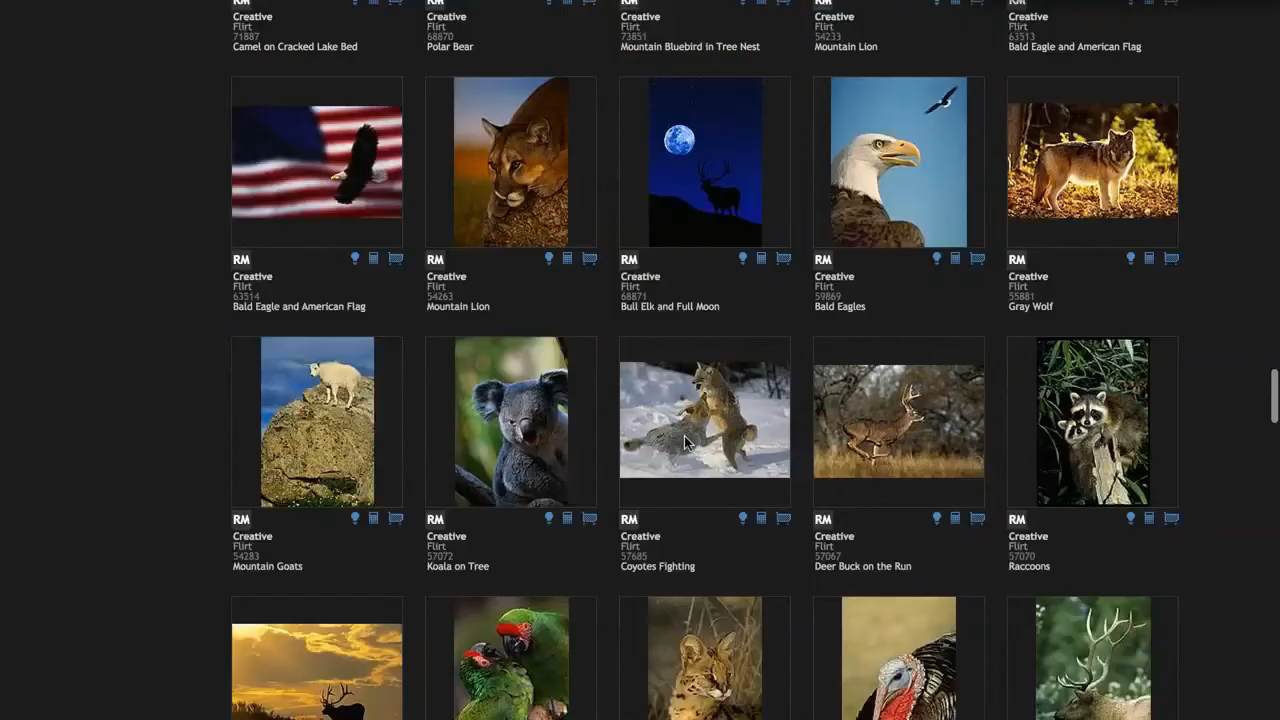 RM
Creative
Flirt
71887
Camel on Cracked Lake Bed
RM
Creative
Flirt
68870
Polar Bear
RM
Creative
Flirt
73851
Mountain Bluebird in Tree Nest
RM
Creative
Flirt
54233
Mountain Lion
RM
Creative
Flirt
63513
Bald Eagle and American Flag
RM
Creative
Flirt
63514
Bald Eagle and American Flag
RM
Creative
Flirt
54263
Mountain Lion
RM
Creative
Flirt
68871
Bull Elk and Full Moon
RM
Creative
Flirt
59869
Bald Eagles
RM
Creative
Flirt
55881
Gray Wolf
RM
Creative
Flirt
54283
Mountain Goats
RM
Creative
Flirt
57072
Koala on Tree
RM
Creative
Flirt
57685
Coyotes Fighting
RM
Creative
Flirt
57067
Deer Buck on the Run
RM
Creative
Flirt
57070
Raccoons